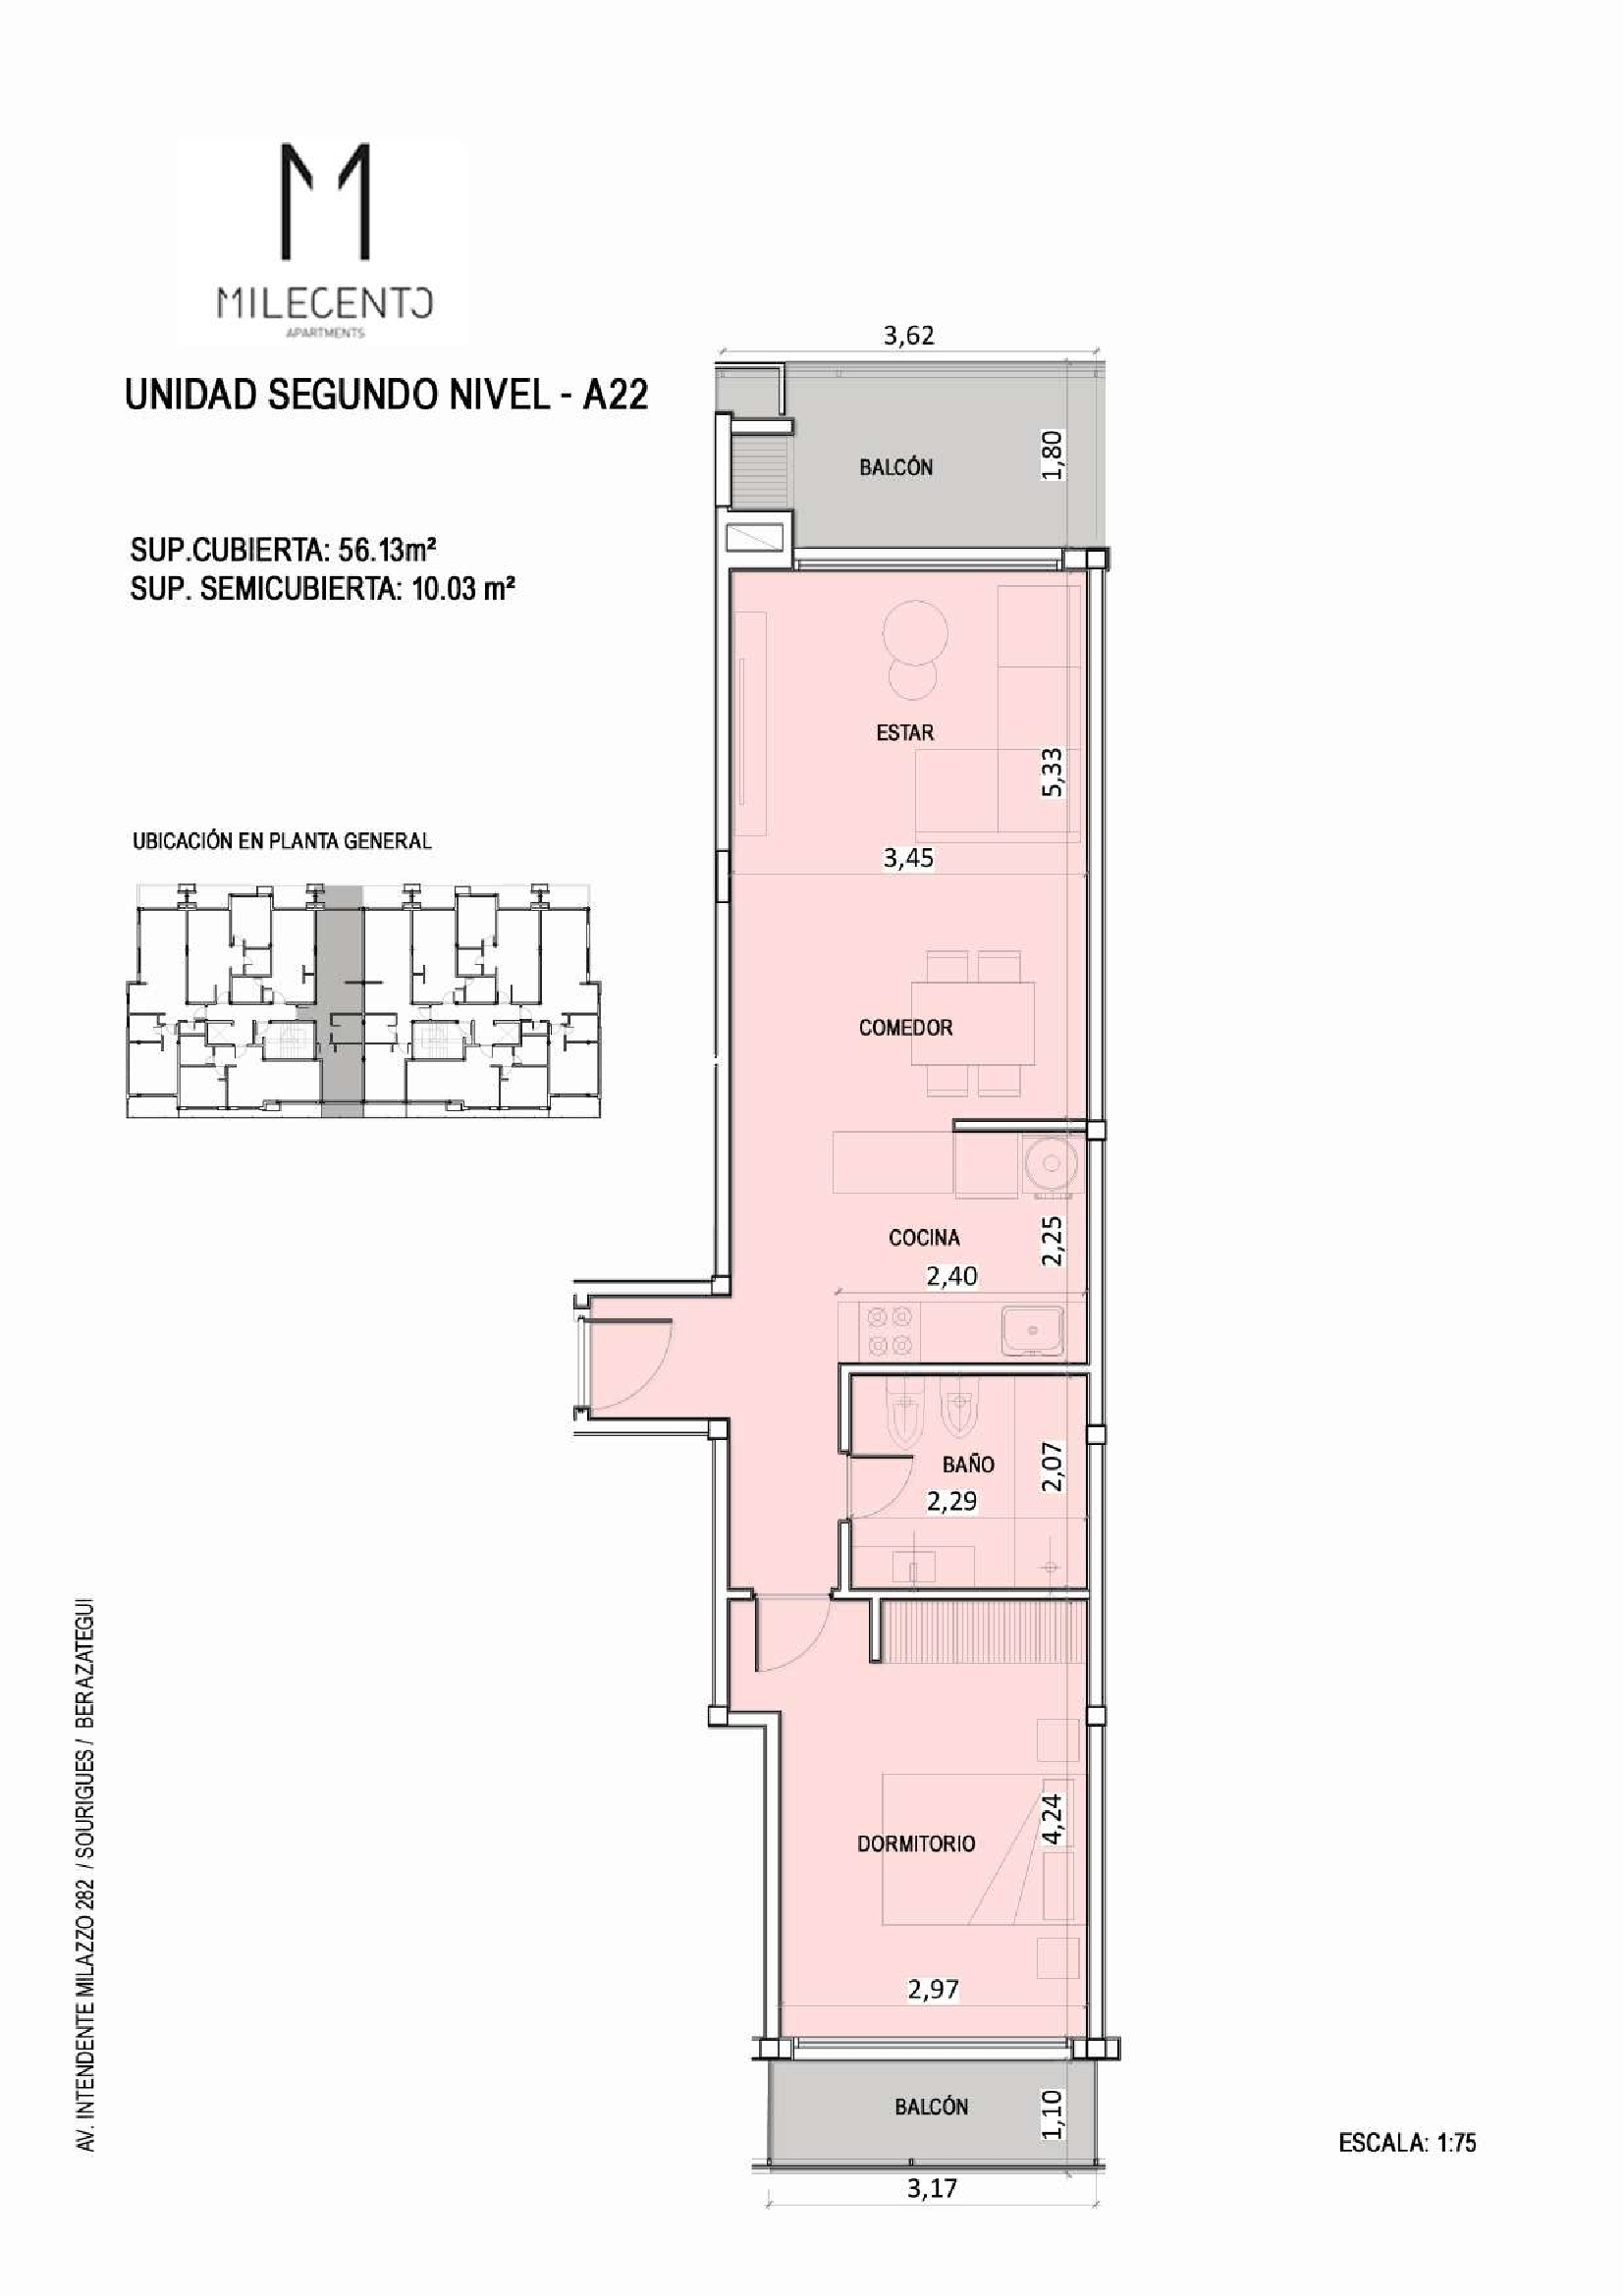 MILECENTO
APARTMENTS
UNIDAD SEGUNDO NIVEL - A22
SUP.CUBIERTA: 56.13m²
SUP. SEMICUBIERTA: 10.03 m²
UBICACIÓN EN PLANTA GENERAL
3,62
BALCÓN
1,80
ESTAR
5,33
3,45
COMEDOR
COCINA
2,25
2,40
BAÑO
2,07
2,29
DORMITORIO
4,24
2,97
BALCÓN
1,10
3,17
AV. INTENDENTE MILAZZO 282 / SOURIGUES / BERAZATEGUI
ESCALA: 1:75